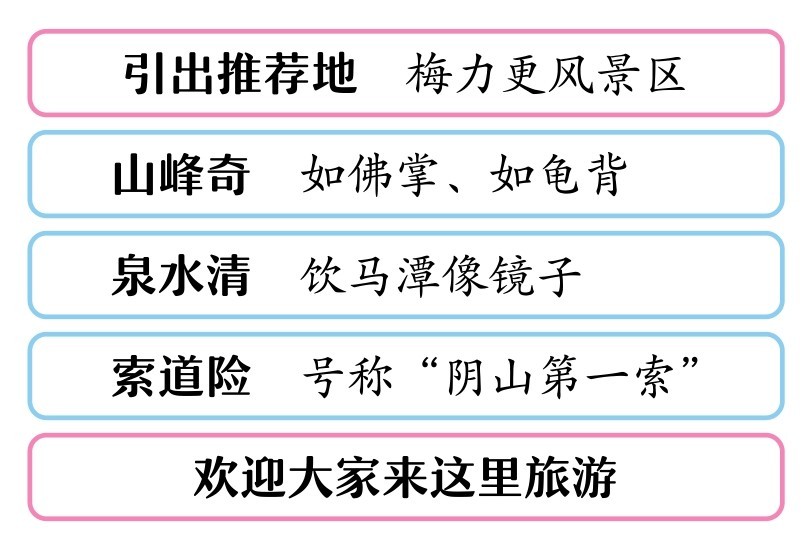 引出推荐地 梅力更风景区
山峰奇 如佛掌、如龟背
泉水清 饮马潭像镜子
索道险 号称“阴山第一索”
欢迎大家来这里旅游